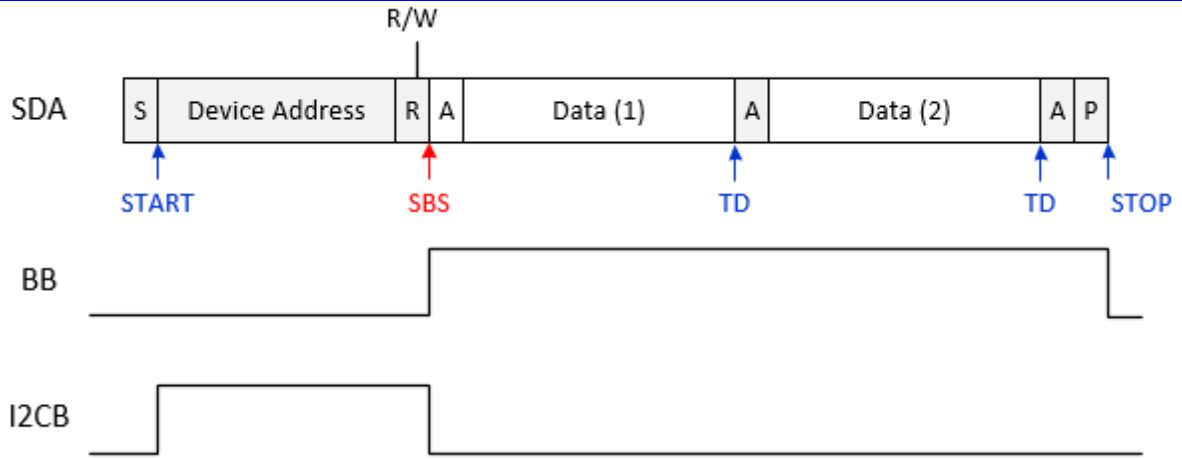 R/W
SDA S Device Address R A Data (1) A Data (2) A P
START SBS TD TD STOP
BB
I2CB